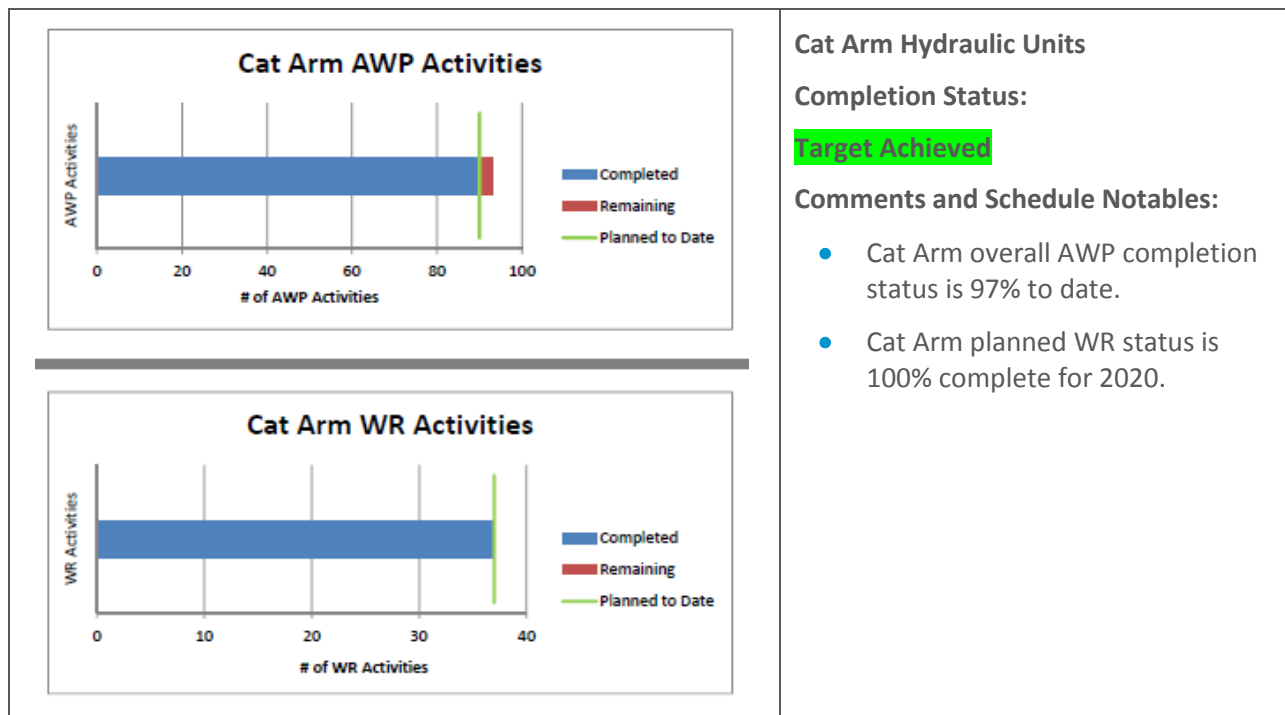 Cat Arm AWP Activities
AWP Activities
Completed
Remaining
Planned to Date
0 20 40 60 80 100
# of AWP Activities
Cat Arm WR Activities
WR Activities
Completed
Remaining
Planned to Date
0 10 20 30 40
# of WR Activities
Cat Arm Hydraulic Units
Completion Status:
Target Achieved
Comments and Schedule Notables:
● Cat Arm overall AWP completion
status is 97% to date.
● Cat Arm planned WR status is
100% complete for 2020.